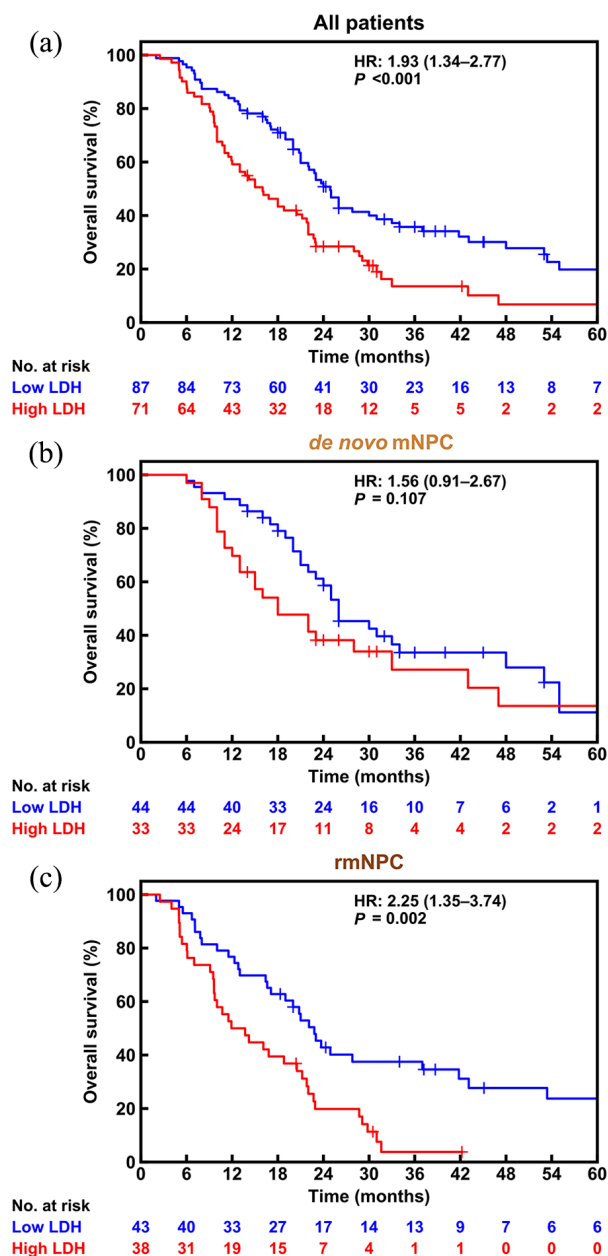 All patients
(a)
HR: 1.93 (1.34–2.77)
P <0.001
Overall survival (%)
100
80
60
40
20
0
0 6 12 18 24 30 36 42 48 54 60
Time (months)
No. at risk
Low LDH 87 84 73 60 41 30 23 16 13 8 7
High LDH 71 64 43 32 18 12 5 5 2 2 2
de novo mNPC
(b)
HR: 1.56 (0.91–2.67)
P = 0.107
Overall survival (%)
100
80
60
40
20
0
0 6 12 18 24 30 36 42 48 54 60
Time (months)
No. at risk
Low LDH 44 44 40 33 24 16 10 7 6 2 1
High LDH 33 33 24 17 11 8 4 4 2 2 2
rmNPC
(c)
HR: 2.25 (1.35–3.74)
P = 0.002
Overall survival (%)
100
80
60
40
20
0
0 6 12 18 24 30 36 42 48 54 60
Time (months)
No. at risk
Low LDH 43 40 33 27 17 14 13 9 7 6 6
High LDH 38 31 19 15 7 4 1 1 0 0 0